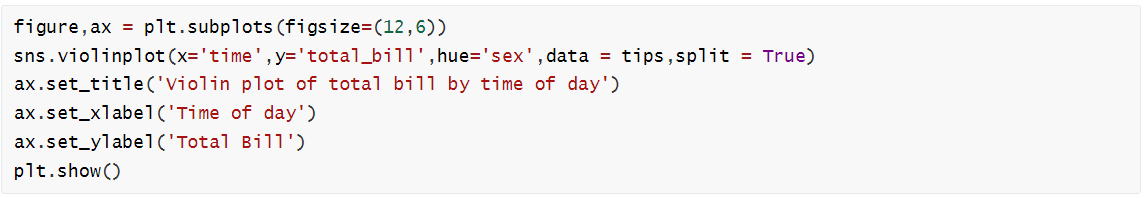 figure,ax = plt.subplots(figsize=(12,6))
sns.violinplot(x='time',y='total_bill',hue='sex',data = tips,split = True)
ax.set_title('Violin plot of total bill by time of day')
ax.set_xlabel('Time of day')
ax.set_ylabel('Total Bill')
plt.show()